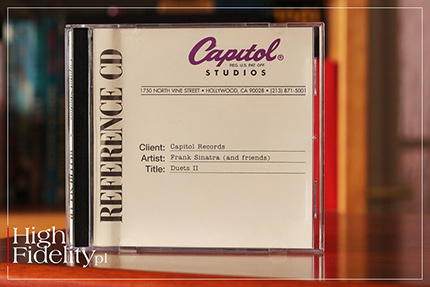 Capitol®
REG. U.S. PAT. OFF.
STUDIOS
1750 NORTH VINE STREET • HOLLYWOOD, CA 90028 • (213) 871-5001
REFERENCE CD
Client: Capitol Records
Artist: Frank Sinatra (and friends)
Title: Duets II
High
Fidelity.pl